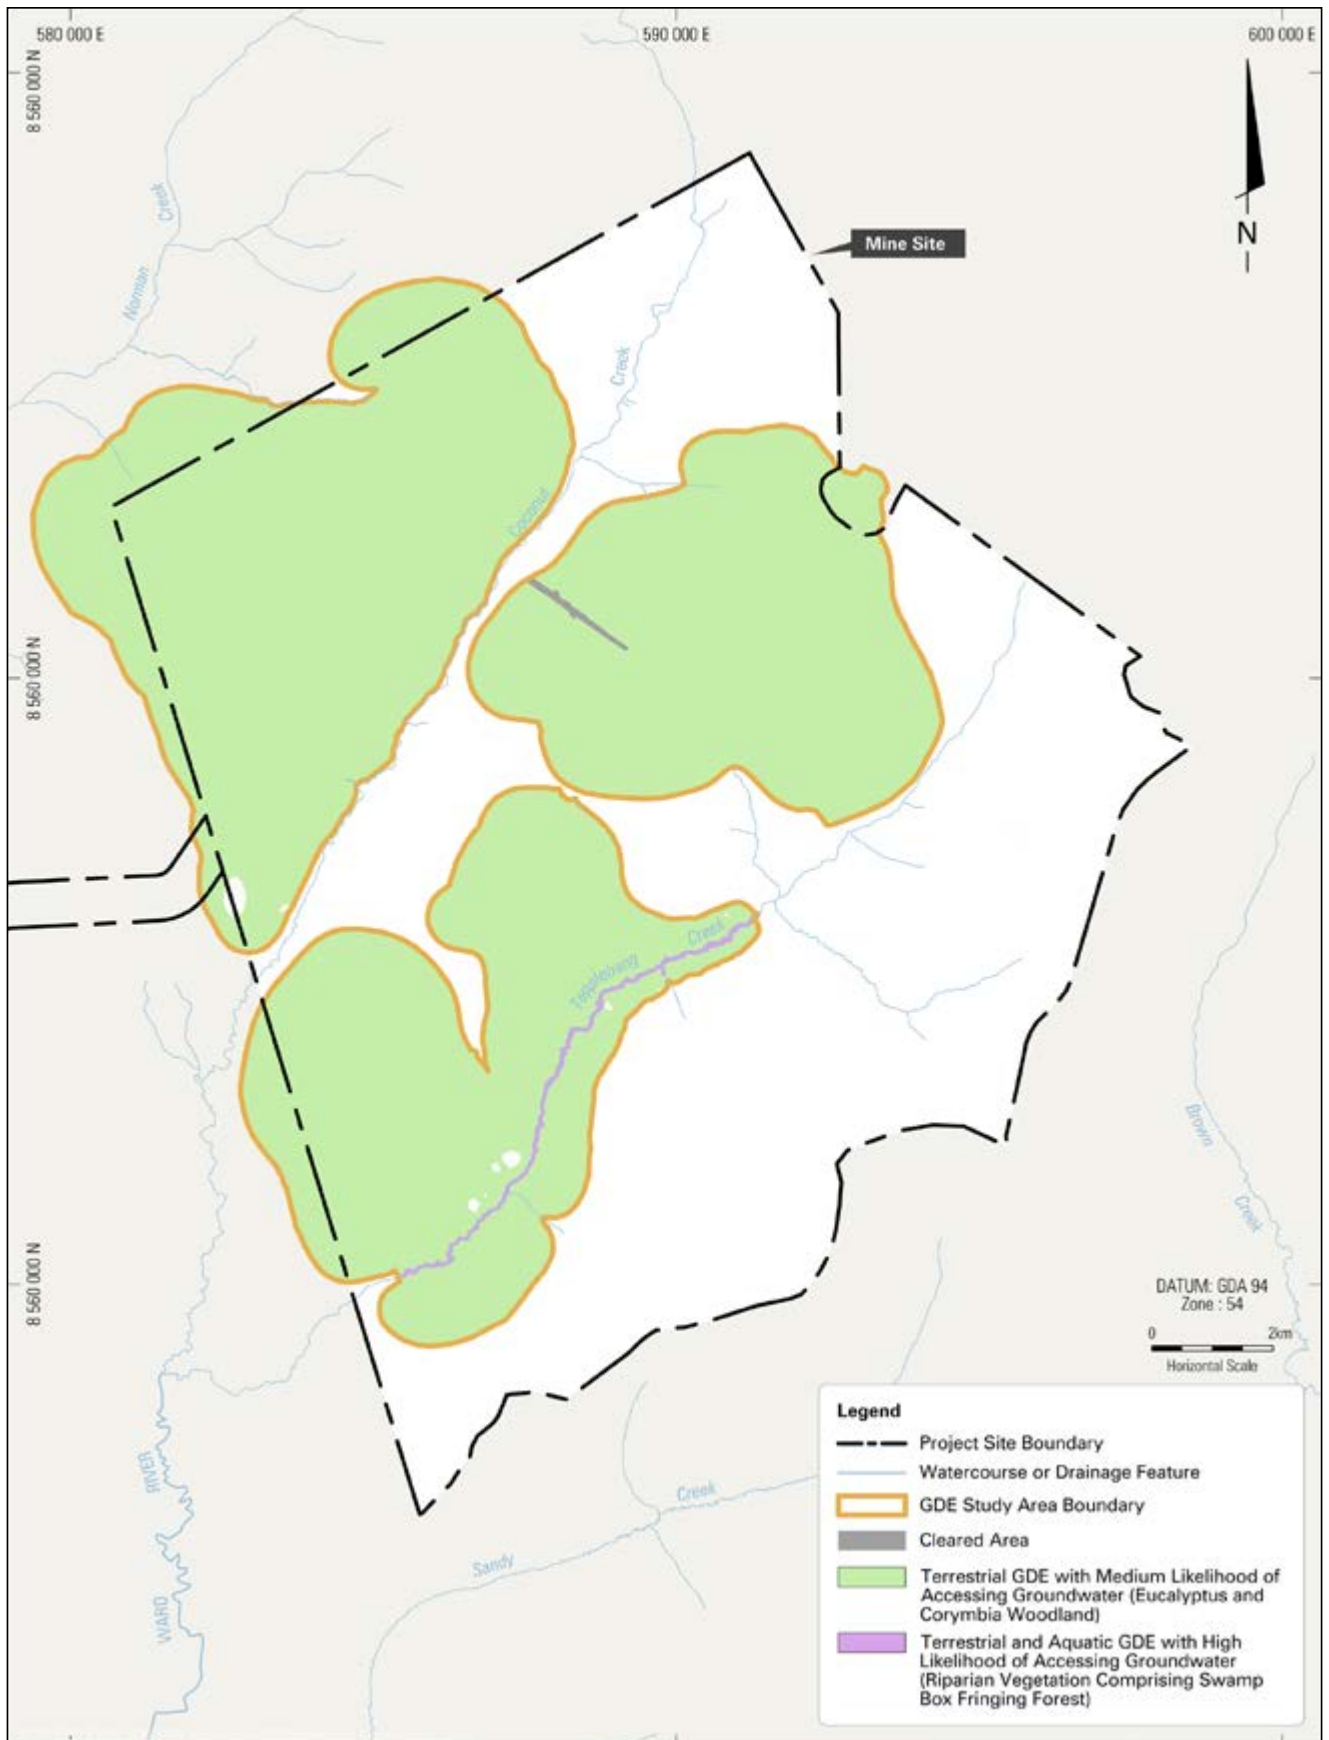 580 000 E
590 000 E
600 000 E
8 560 000 N
Norman
Creek
Mine Site
N
Creek
Coconut
8 560 000 N
Tapplebang
Creek
Brown
Creek
8 560 000 N
DATUM: GDA 94
Zone : 54
0 2km
Horizontal Scale
WARD
RIVER
Sandy
Creek
Legend
Project Site Boundary
Watercourse or Drainage Feature
GDE Study Area Boundary
Cleared Area
Terrestrial GDE with Medium Likelihood of
Accessing Groundwater (Eucalyptus and
Corymbia Woodland)
Terrestrial and Aquatic GDE with High
Likelihood of Accessing Groundwater
(Riparian Vegetation Comprising Swamp
Box Fringing Forest)